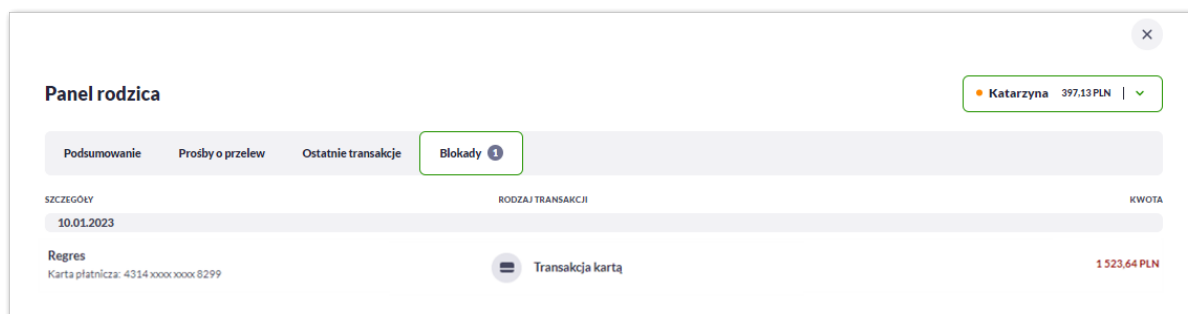 Panel rodzica
Katarzyna 397,13 PLN
Podsumowanie Prośby o przelew Ostatnie transakcje Blokady 1
SZCZEGÓŁY RODZAJ TRANSAKCJI KWOTA
10.01.2023
Regres
Karta płatnicza: 4314 xxxx xxxx 8299
Transakcja kartą
1 523,64 PLN